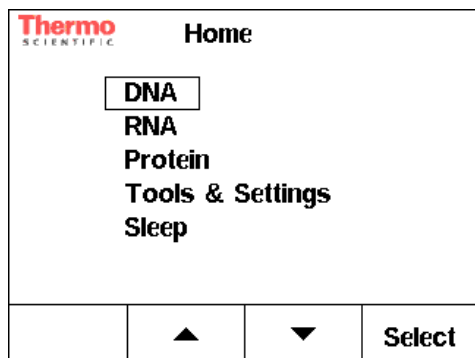 Thermo
SCIENTIFIC
Home
DNA
RNA
Protein
Tools & Settings
Sleep
Select